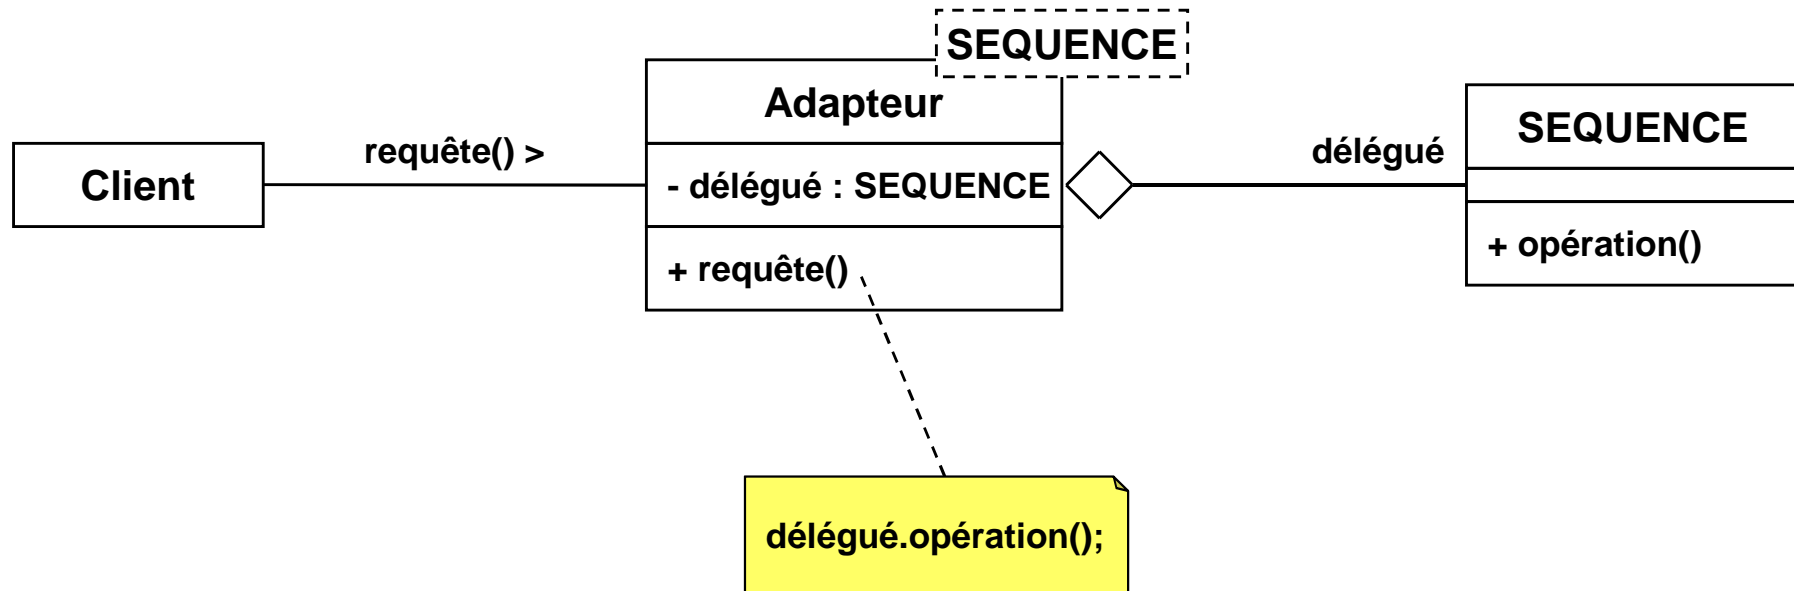 SEQUENCE
Adapteur
SEQUENCE
requête() >
délégué
Client
- délégué : SEQUENCE
+ requête()
+ opération()
délégué.opération();